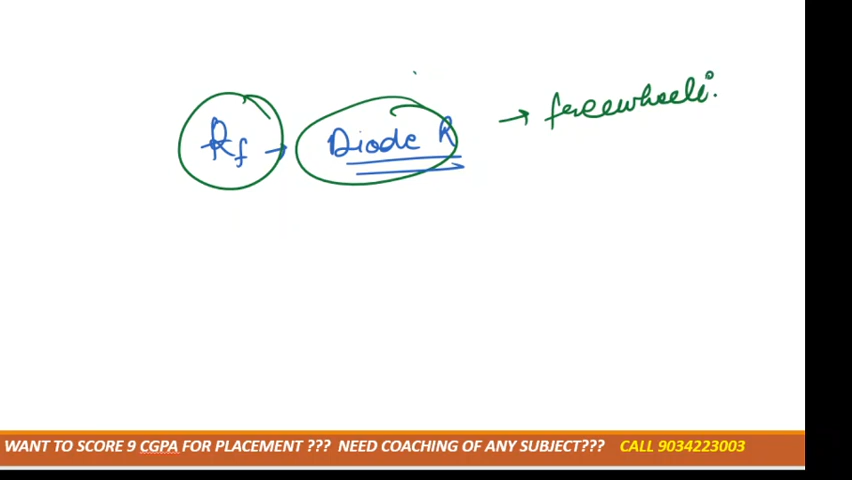 Rf → Diode R → freewheeli
WANT TO SCORE 9 CGPA FOR PLACEMENT ??? NEED COACHING OF ANY SUBJECT??? CALL 9034223003